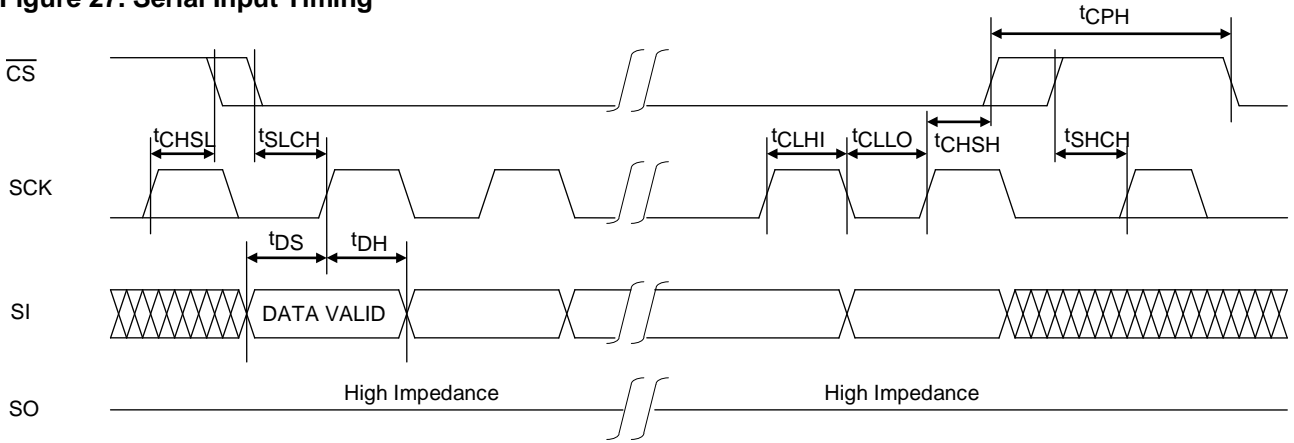 Figure 27. Serial Input Timing
tCPH
CS
tCHSL
tSLCH
tCLHI
tCLLO
tCHSH
tSHCH
SCK
tDS
tDH
SI
DATA VALID
High Impedance
High Impedance
SO